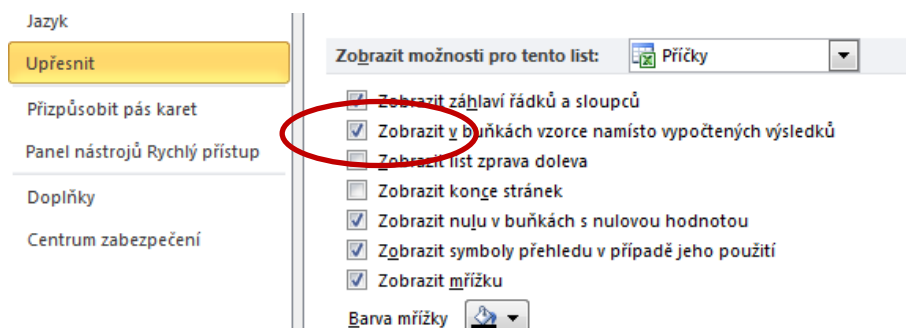 Jazyk
Upřesnit
Přizpůsobit pás karet
Panel nástrojů Rychlý přístup
Doplňky
Centrum zabezpečení
Zobrazit možnosti pro tento list: Příčky
Zobrazit záhlaví řádků a sloupců
Zobrazit v buňkách vzorce namísto vypočtených výsledků
Zobrazit list zprava doleva
Zobrazit konce stránek
Zobrazit nulu v buňkách s nulovou hodnotou
Zobrazit symboly přehledu v případě jeho použití
Zobrazit mřížku
Barva mřížky